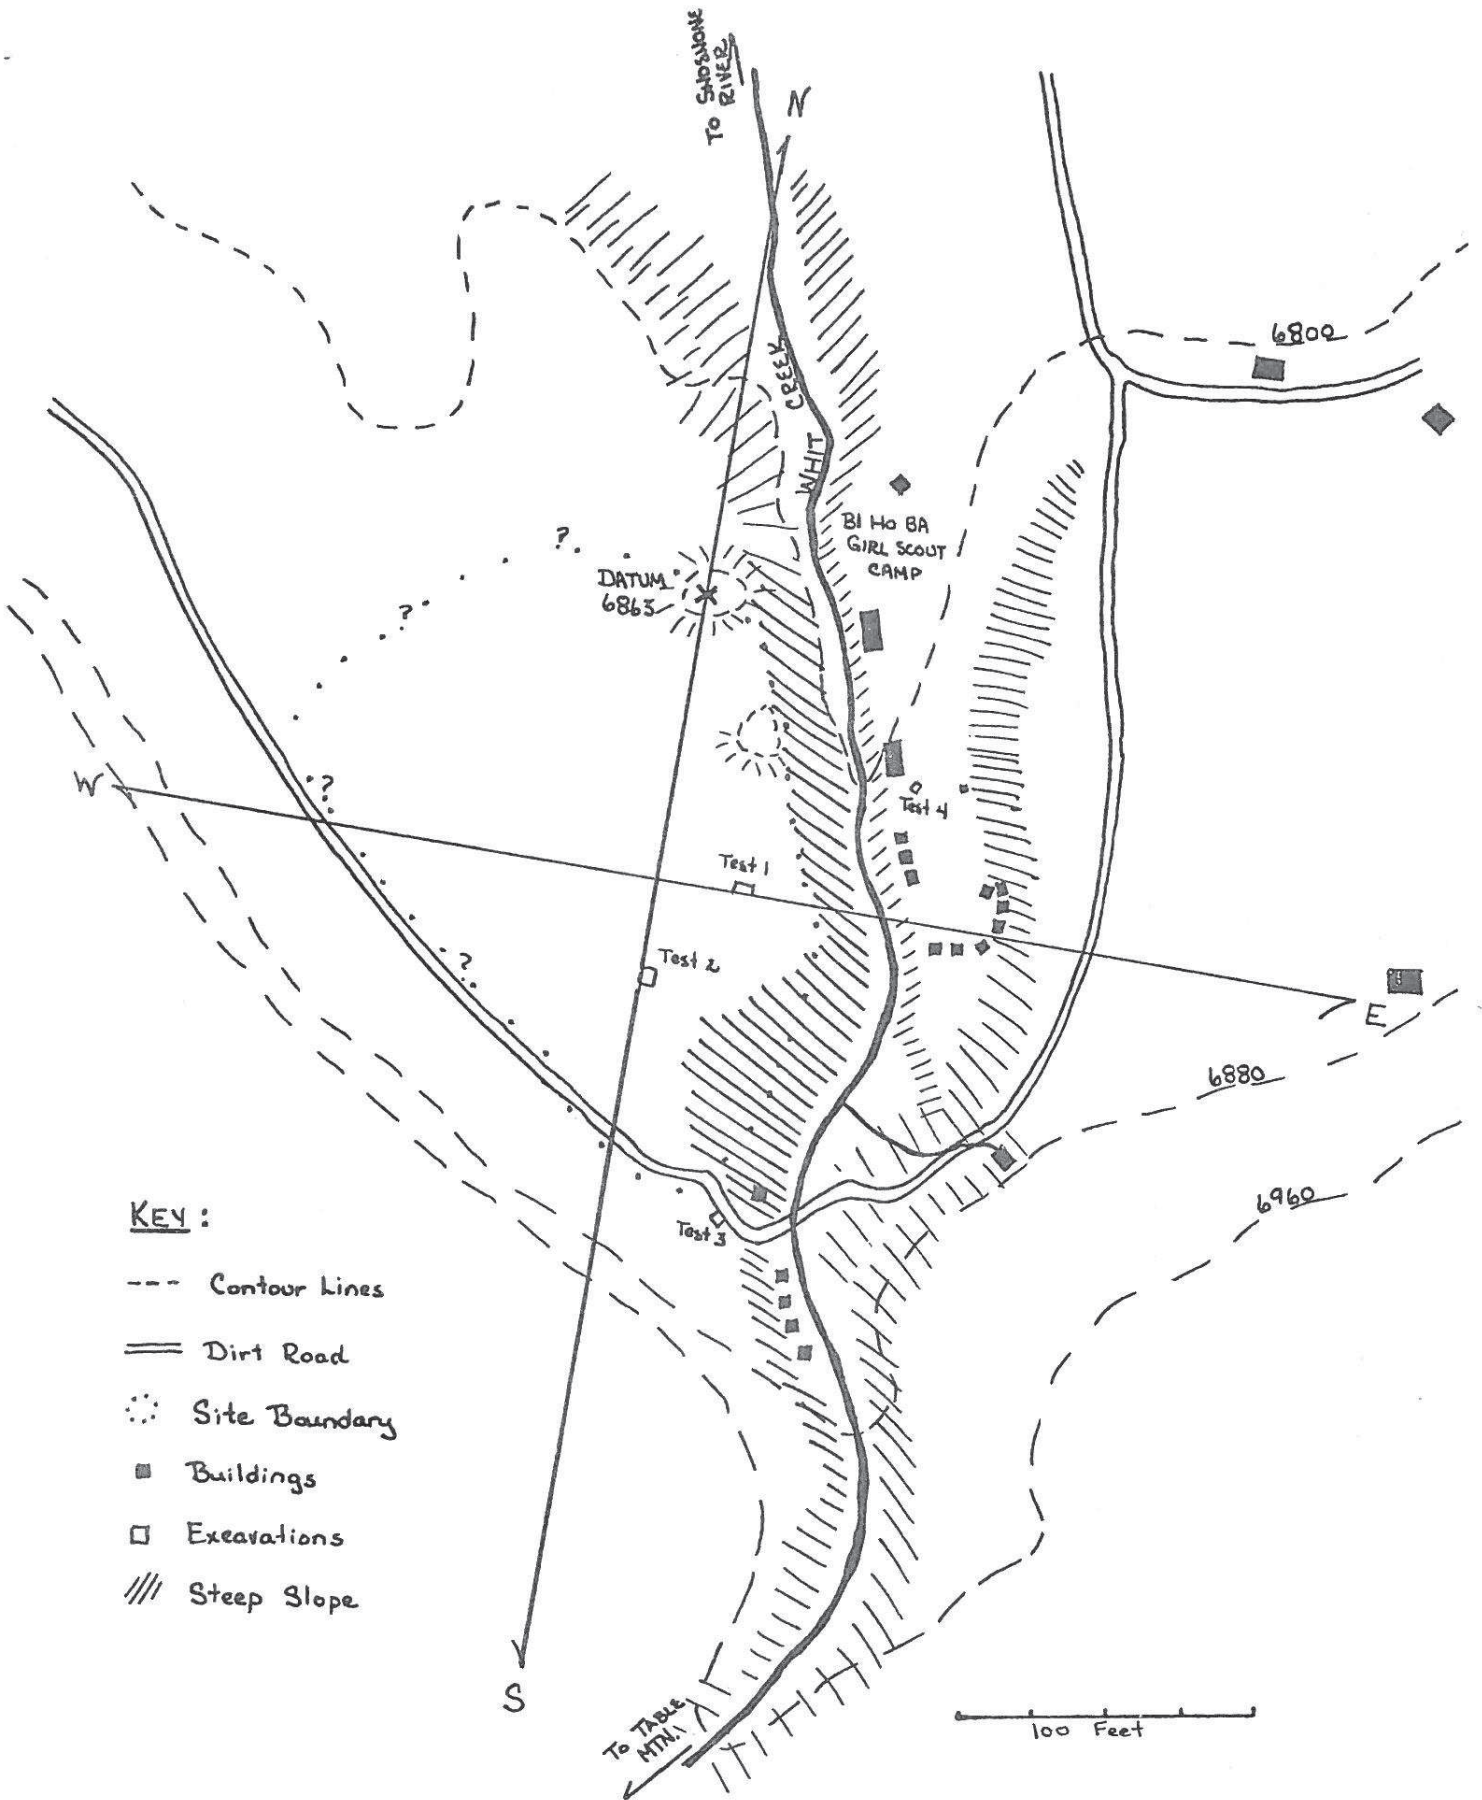 TO SHOSHONE
RIVER
N
CREEK
WHIT
6800
BI HO BA
GIRL SCOUT
CAMP
?
DATUM
6863
?
W
?
Test 4
Test 1
Test 2
?
E
6880
6960
Test 3
KEY :
Contour Lines
Dirt Road
Site Boundary
Buildings
Excavations
Steep Slope
S
TO TABLE
MTN.
100 Feet